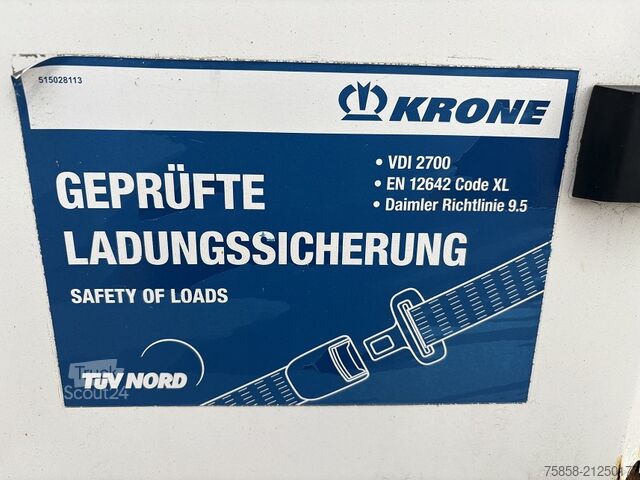 515028113
KRONE
GEPRÜFTE
LADUNGSSICHERUNG
SAFETY OF LOADS
• VDI 2700
• EN 12642 Code XL
• Daimler Richtlinie 9.5
TÜV NORD
Truck
Scout24
75858-21250177